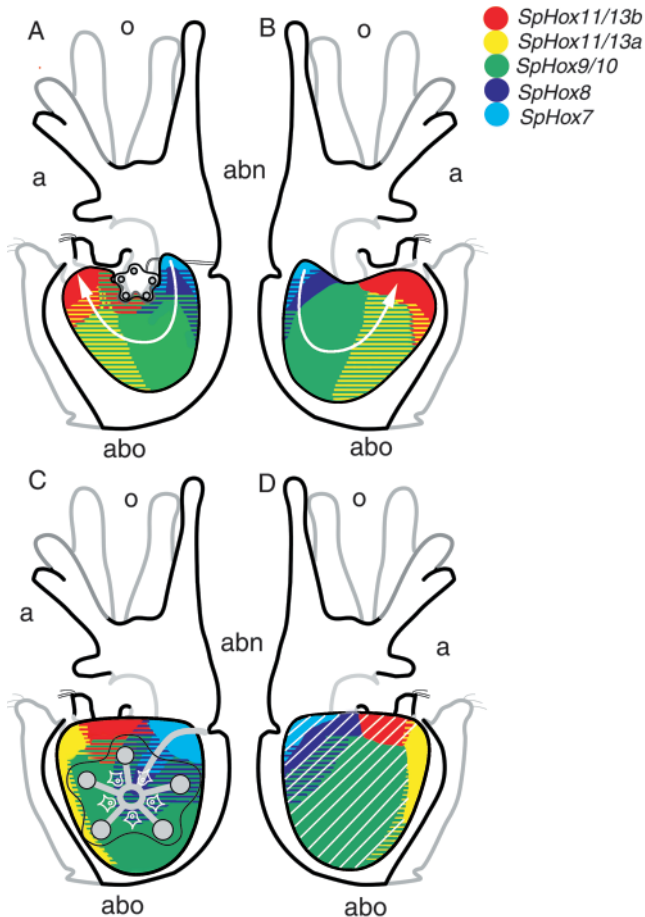 A
o
B
o
SpHox11/13b
SpHox11/13a
SpHox9/10
SpHox8
SpHox7
a
abn
a
abo
abo
C
o
D
o
a
abn
a
abo
abo